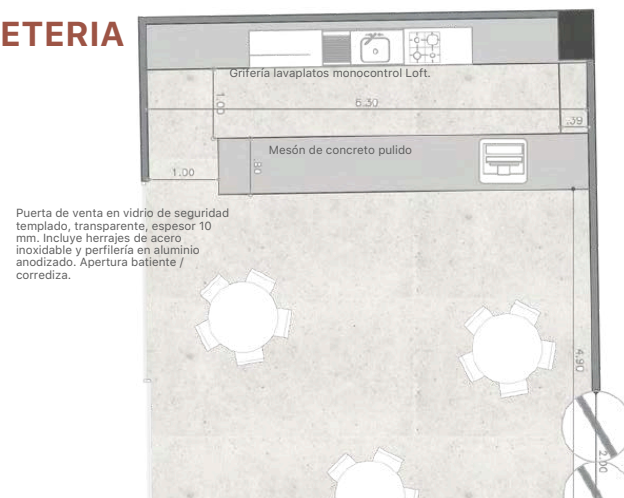 ETERIA
Grifería lavaplatos monocontrol Loft.
1.00
6.30
.39
Mesón de concreto pulido
.80
1.00
Puerta de venta en vidrio de seguridad
templado, transparente, espesor 10
mm. Incluye herrajes de acero
inoxidable y perfilería en aluminio
anodizado. Apertura batiente /
corrediza.
4.90
2.00